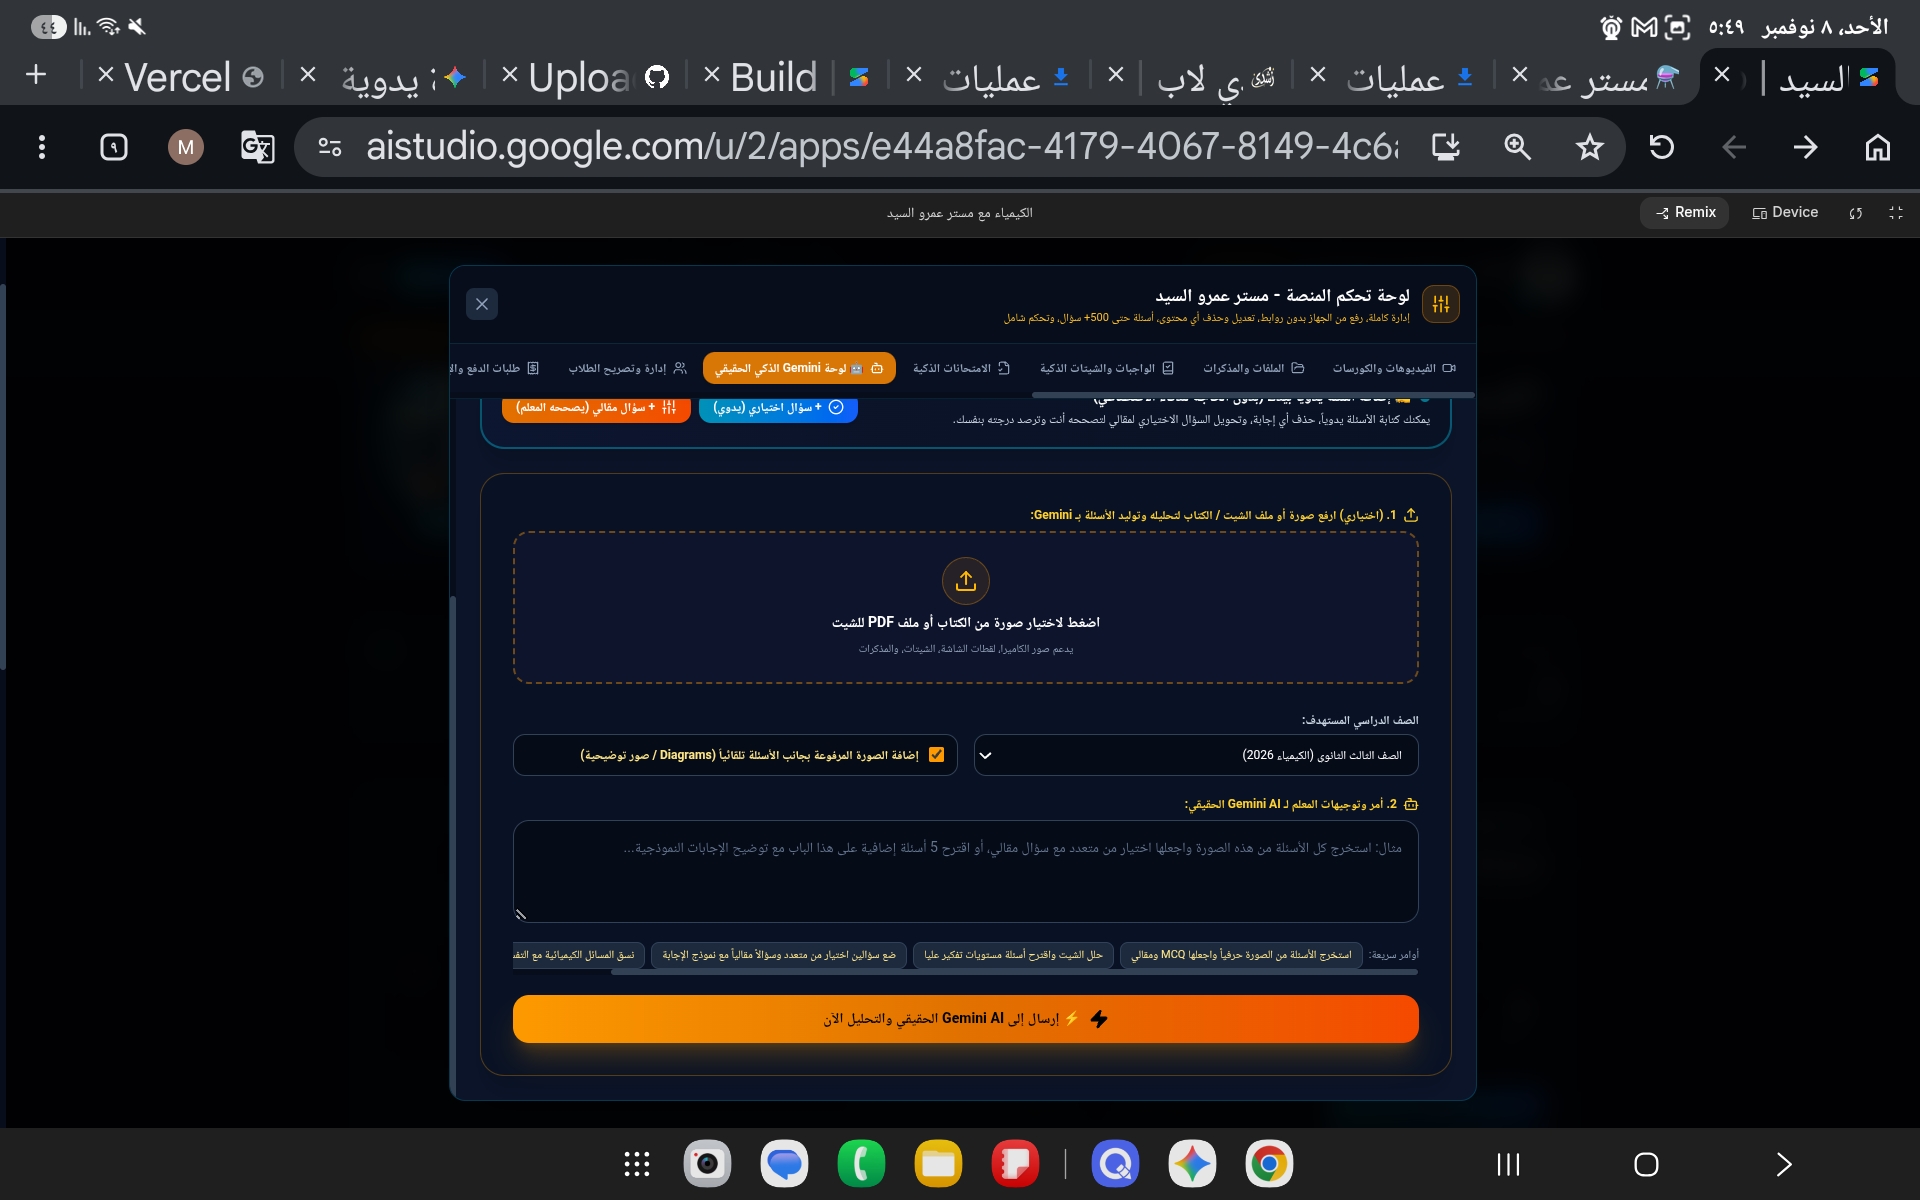 الأحد، ٨ نوفمبر ٥:٤٩
٤٤
السيد
مستر عم
عمليات
ي لاب
عمليات
Build
Uploa
يدوية
Vercel
aistudio.google.com/u/2/apps/e44a8fac-4179-4067-8149-4c6
M
٩
الكيمياء مع مستر عمرو السيد
Remix
Device
لوحة تحكم المنصة - مستر عمرو السيد
إدارة كاملة، رفع من الجهاز بدون روابط، تعديل وحذف أي محتوى، أسئلة حتى 500+ سؤال، وتحكم شامل
الفيديوهات والكورسات
الملفات والمذكرات
الواجبات والشيتات الذكية
الامتحانات الذكية
🤖 لوحة Gemini الذكي الحقيقي
إدارة وتصريح الطلاب
طلبات الدفع وال
يمكنك كتابة الأسئلة يدوياً، حذف أي إجابة، وتحويل السؤال الاختياري لمقالي لتصححه أنت وترصد درجته بنفسك.
+ سؤال اختياري (يدوي)
+ سؤال مقالي (يصححه المعلم)
1. (اختياري) ارفع صورة أو ملف الشيت / الكتاب لتحليله وتوليد الأسئلة بـ Gemini:
اضغط لاختيار صورة من الكتاب أو ملف PDF للشيت
يدعم صور الكاميرا، لقطات الشاشة، الشيتات، والمذكرات
الصف الدراسي المستهدف:
الصف الثالث الثانوي (الكيمياء 2026)
إضافة الصورة المرفوعة بجانب الأسئلة تلقائياً (Diagrams / صور توضيحية)
2. أمر وتوجيهات المعلم لـ Gemini AI الحقيقي:
مثال: استخرج كل الأسئلة من هذه الصورة واجعلها اختيار من متعدد مع سؤال مقالي، أو اقترح 5 أسئلة إضافية على هذا الباب مع توضيح الإجابات النموذجية...
أوامر سريعة:
استخرج الأسئلة من الصورة حرفياً واجعلها MCQ ومقالي
حلل الشيت واقترح أسئلة مستويات تفكير عليا
ضع سؤالين اختيار من متعدد وسؤالاً مقالياً مع نموذج الإجابة
نسق المسائل الكيميائية مع التفس
⚡ إرسال إلى Gemini AI الحقيقي والتحليل الآن